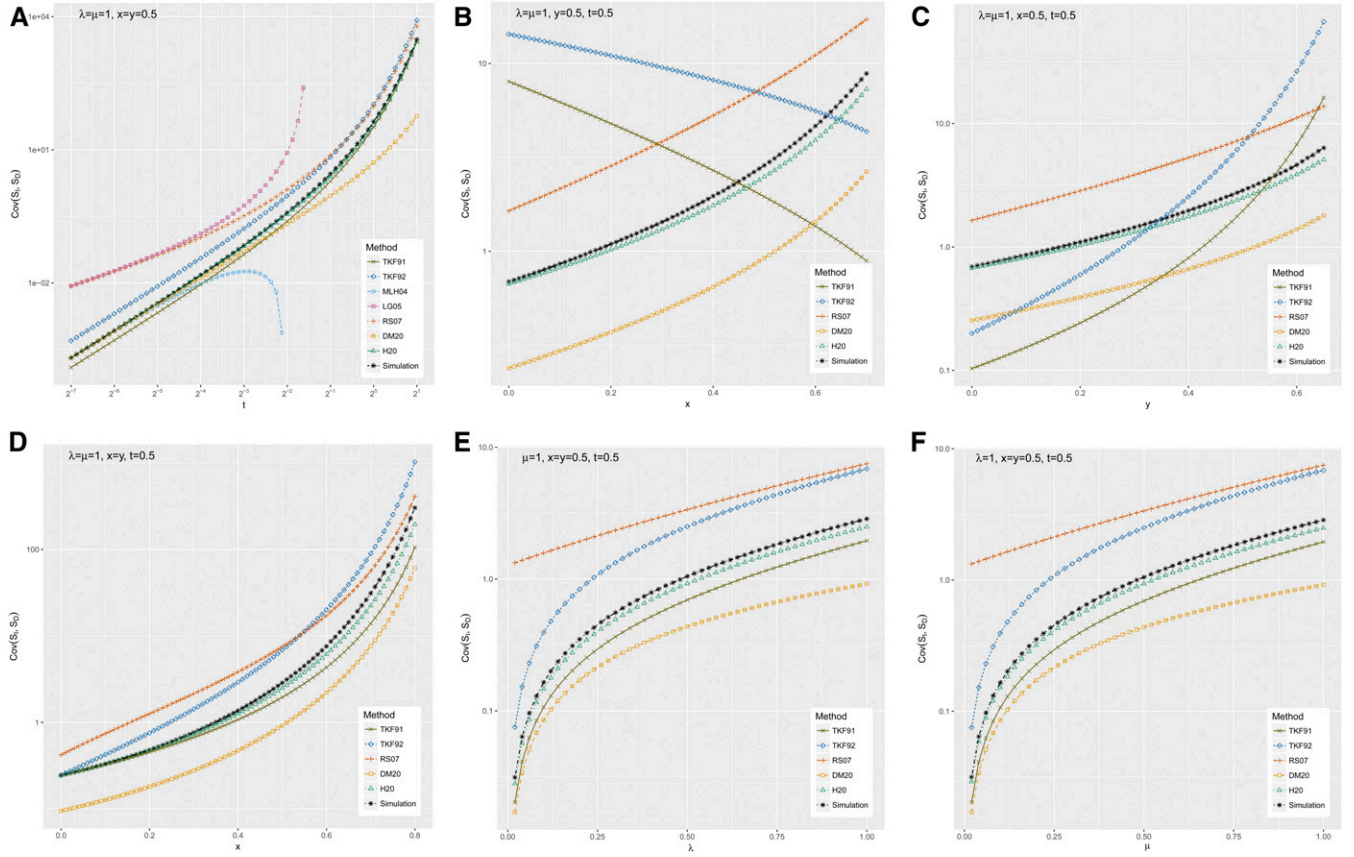 A
λ=μ=1, x=y=0.5
Cov(S_I, S_D)
1e+04
1e+01
1e-02
2^-7
2^-6
2^-5
2^-4
2^-3
2^-2
2^-1
2^0
2^1
t
Method
TKF91
TKF92
MLH04
LG05
RS07
DM20
H20
Simulation
B
λ=μ=1, y=0.5, t=0.5
Cov(S_I, S_D)
10
1
0.0
0.2
0.4
0.6
x
Method
TKF91
TKF92
RS07
DM20
H20
Simulation
C
λ=μ=1, x=0.5, t=0.5
Cov(S_I, S_D)
10.0
1.0
0.1
0.0
0.2
0.4
0.6
y
Method
TKF91
TKF92
RS07
DM20
H20
Simulation
D
λ=μ=1, x=y, t=0.5
Cov(S_I, S_D)
100
1
0.0
0.2
0.4
0.6
0.8
x
Method
TKF91
TKF92
RS07
DM20
H20
Simulation
E
μ=1, x=y=0.5, t=0.5
Cov(S_I, S_D)
10.0
1.0
0.1
0.00
0.25
0.50
0.75
1.00
λ
Method
TKF91
TKF92
RS07
DM20
H20
Simulation
F
λ=1, x=y=0.5, t=0.5
Cov(S_I, S_D)
10.0
1.0
0.1
0.00
0.25
0.50
0.75
1.00
μ
Method
TKF91
TKF92
RS07
DM20
H20
Simulation